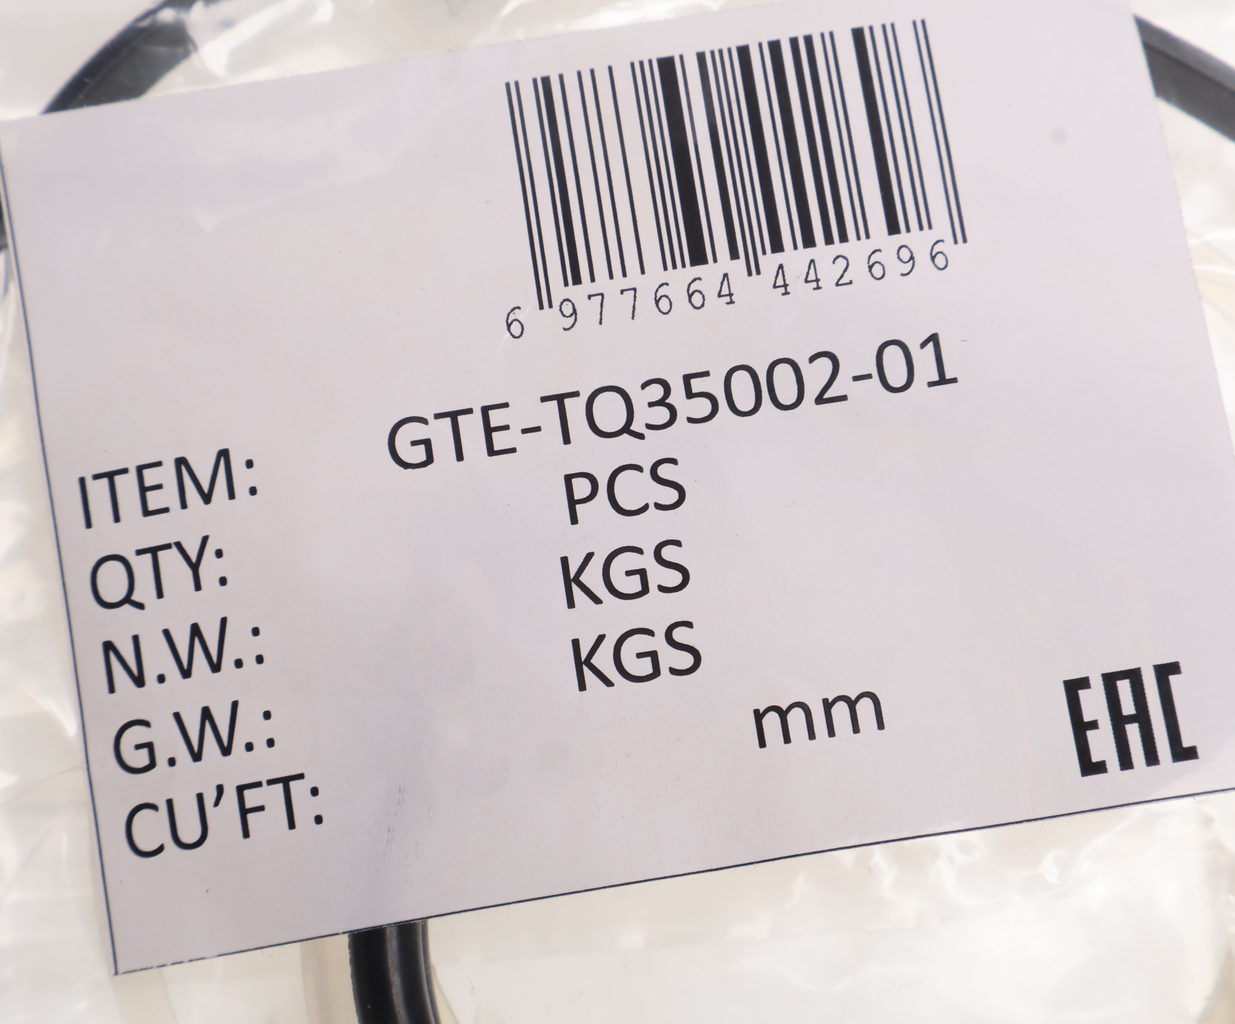 6 977664 442696
ITEM: GTE-TQ35002-01
QTY: PCS
N.W.: KGS
G.W.: KGS
CU'FT: mm
EAC